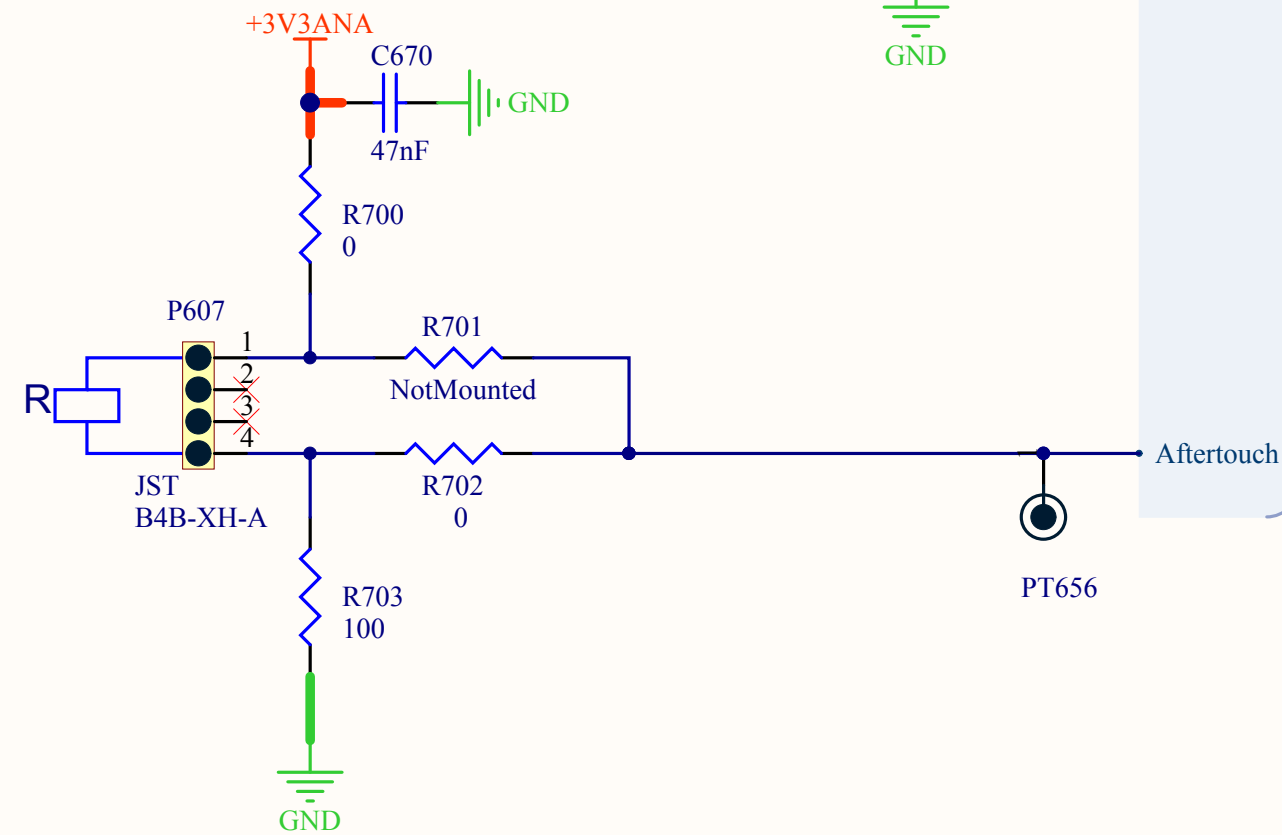 +3V3ANA
C670
GND
47nF
GND
R700
0
P607
1
R701
2
NotMounted
R
3
4
JST
B4B-XH-A
R702
0
Aftertouch
PT656
R703
100
GND